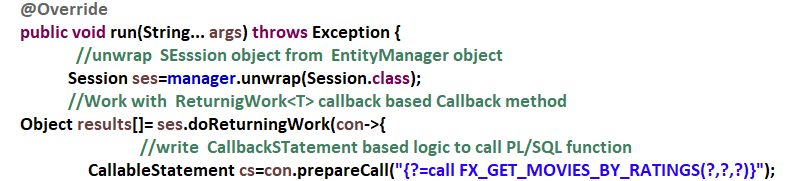 @Override
public void run(String... args) throws Exception {
//unwrap SEsssion object from EntityManager object
Session ses=manager.unwrap(Session.class);
//Work with ReturnigWork<T> callback based Callback method
Object results[]= ses.doReturningWork(con->{
//write CallbackSTatement based logic to call PL/SQL function
CallableStatement cs=con.prepareCall("{?=call FX_GET_MOVIES_BY_RATINGS(?,?,?)}");